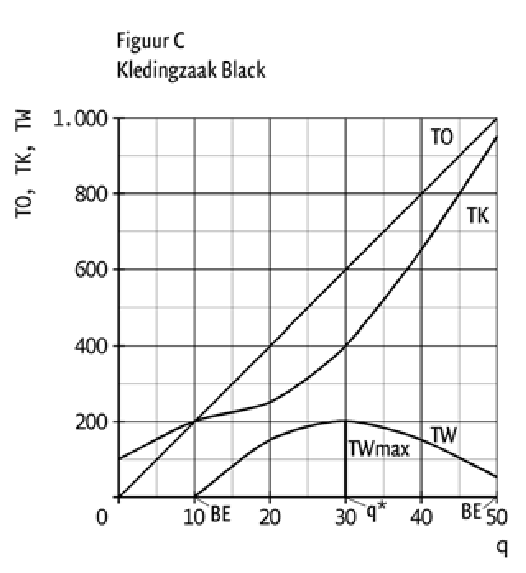 Figuur C
Kledingzaak Black
TO, TK, TW
1.000
TO
800
TK
600
400
200
TW
TWmax
0
10 BE 20 30 q* 40 BE 50
q